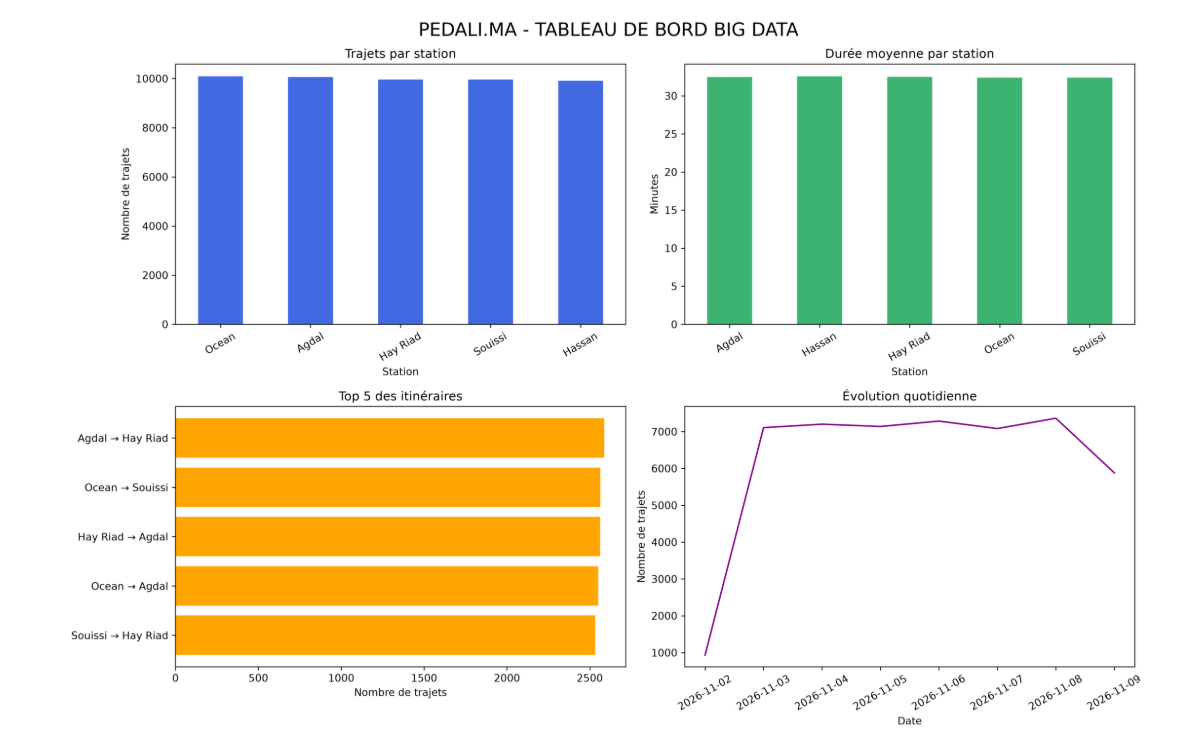 PEDALI.MA - TABLEAU DE BORD BIG DATA
Trajets par station
Nombre de trajets
10000
8000
6000
4000
2000
0
Ocean
Agdal
Hay Riad
Souissi
Hassan
Station
Durée moyenne par station
Minutes
30
25
20
15
10
5
0
Agdal
Hassan
Hay Riad
Ocean
Souissi
Station
Top 5 des itinéraires
Agdal → Hay Riad
Ocean → Souissi
Hay Riad → Agdal
Ocean → Agdal
Souissi → Hay Riad
0
500
1000
1500
2000
2500
Nombre de trajets
Évolution quotidienne
Nombre de trajets
7000
6000
5000
4000
3000
2000
1000
2026-11-02
2026-11-03
2026-11-04
2026-11-05
2026-11-06
2026-11-07
2026-11-08
2026-11-09
Date